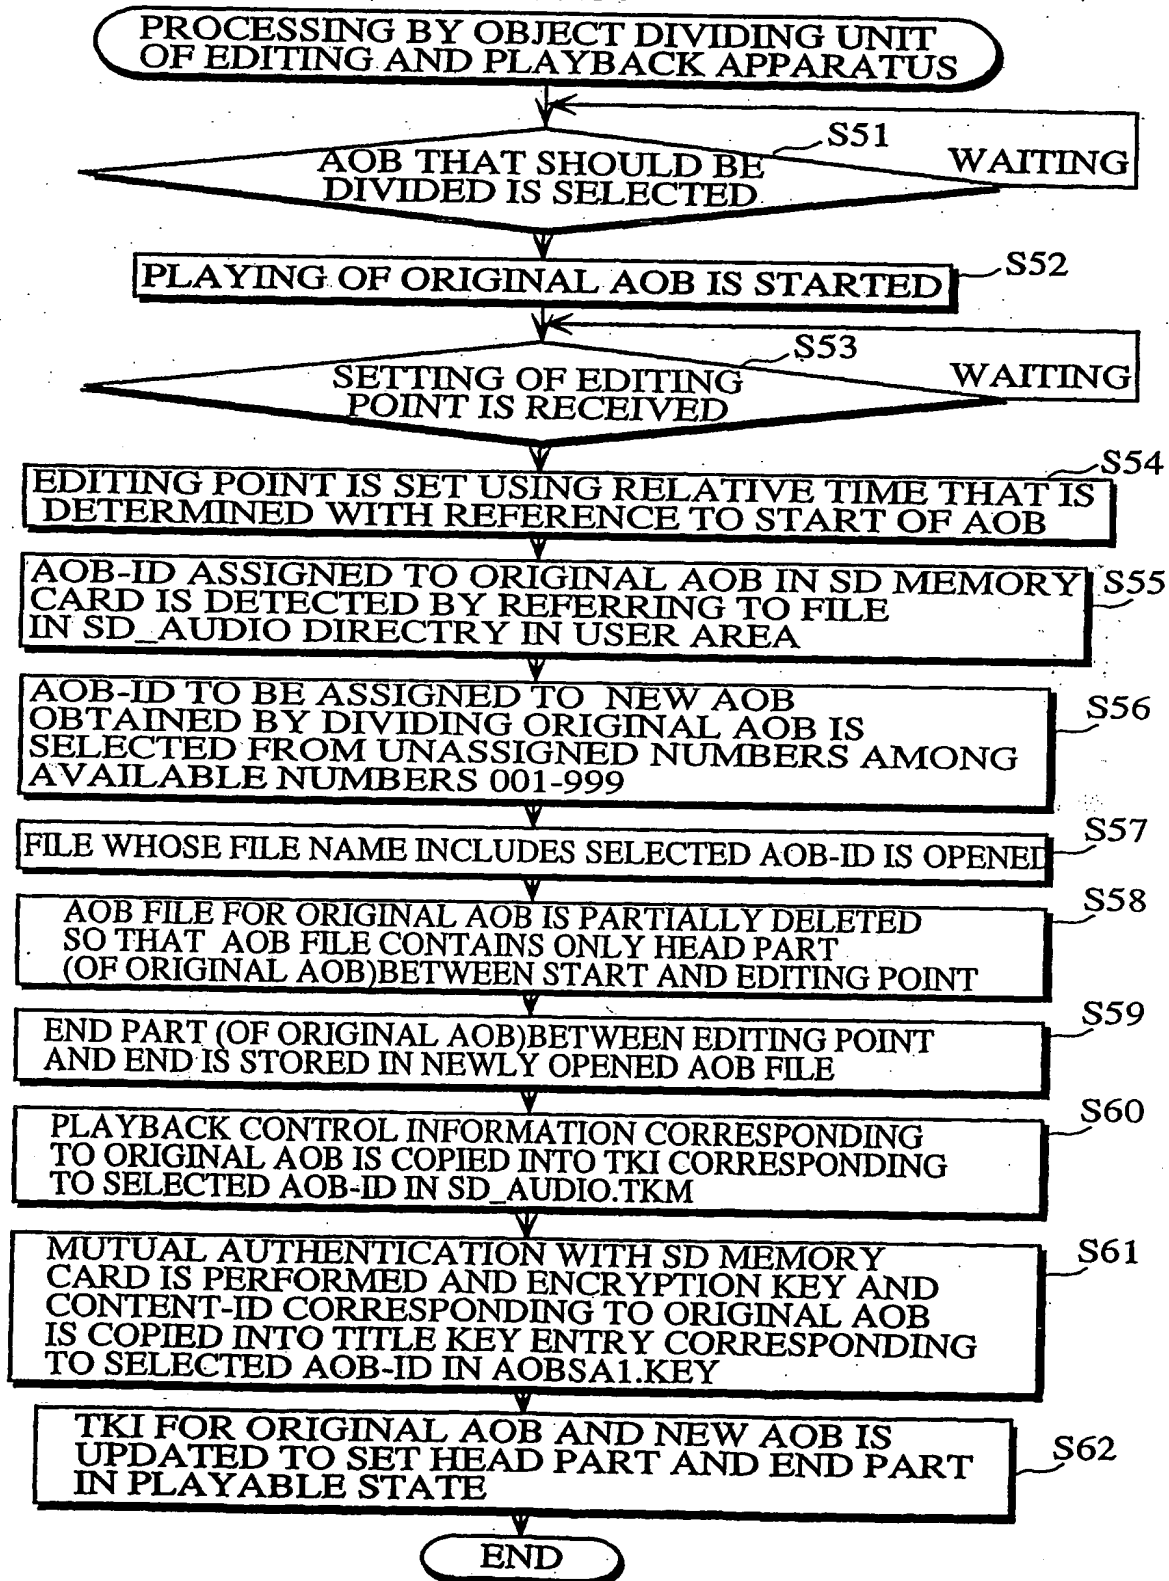 PROCESSING BY OBJECT DIVIDING UNIT
OF EDITING AND PLAYBACK APPARATUS
S51
AOB THAT SHOULD BE
DIVIDED IS SELECTED
WAITING
S52
PLAYING OF ORIGINAL AOB IS STARTED
S53
SETTING OF EDITING
POINT IS RECEIVED
WAITING
S54
EDITING POINT IS SET USING RELATIVE TIME THAT IS
DETERMINED WITH REFERENCE TO START OF AOB
S55
AOB-ID ASSIGNED TO ORIGINAL AOB IN SD MEMORY
CARD IS DETECTED BY REFERRING TO FILE
IN SD_AUDIO DIRECTRY IN USER AREA
S56
AOB-ID TO BE ASSIGNED TO NEW AOB
OBTAINED BY DIVIDING ORIGINAL AOB IS
SELECTED FROM UNASSIGNED NUMBERS AMONG
AVAILABLE NUMBERS 001-999
S57
FILE WHOSE FILE NAME INCLUDES SELECTED AOB-ID IS OPENED
S58
AOB FILE FOR ORIGINAL AOB IS PARTIALLY DELETED
SO THAT AOB FILE CONTAINS ONLY HEAD PART
(OF ORIGINAL AOB)BETWEEN START AND EDITING POINT
S59
END PART (OF ORIGINAL AOB)BETWEEN EDITING POINT
AND END IS STORED IN NEWLY OPENED AOB FILE
S60
PLAYBACK CONTROL INFORMATION CORRESPONDING
TO ORIGINAL AOB IS COPIED INTO TKI CORRESPONDING
TO SELECTED AOB-ID IN SD_AUDIO.TKM
S61
MUTUAL AUTHENTICATION WITH SD MEMORY
CARD IS PERFORMED AND ENCRYPTION KEY AND
CONTENT-ID CORRESPONDING TO ORIGINAL AOB
IS COPIED INTO TITLE KEY ENTRY CORRESPONDING
TO SELECTED AOB-ID IN AOBSA1.KEY
S62
TKI FOR ORIGINAL AOB AND NEW AOB IS
UPDATED TO SET HEAD PART AND END PART
IN PLAYABLE STATE
END